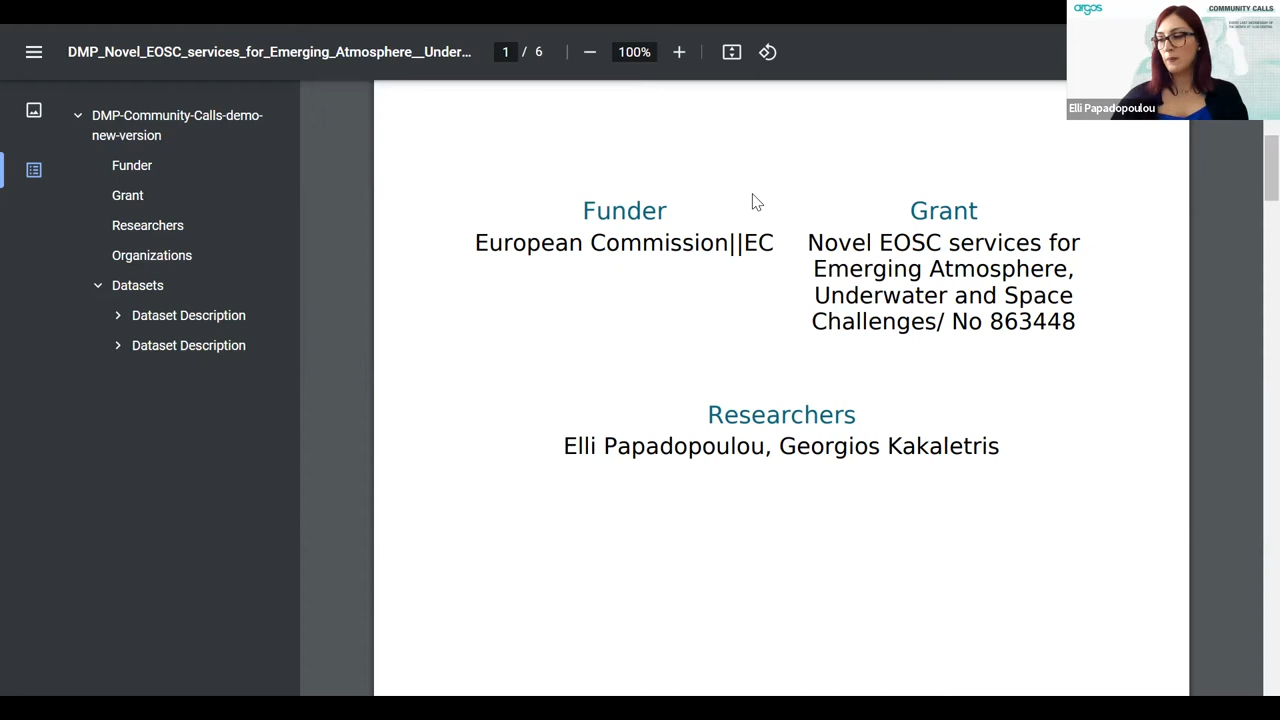 DMP_Novel_EOSC_services_for_Emerging_Atmosphere__Under...
1 / 6
100%
argos
COMMUNITY CALLS
Elli Papadopoulou
DMP-Community-Calls-demo-
new-version
Funder
Grant
Researchers
Organizations
Datasets
Dataset Description
Dataset Description
Funder
European Commission||EC
Grant
Novel EOSC services for
Emerging Atmosphere,
Underwater and Space
Challenges/ No 863448
Researchers
Elli Papadopoulou, Georgios Kakaletris